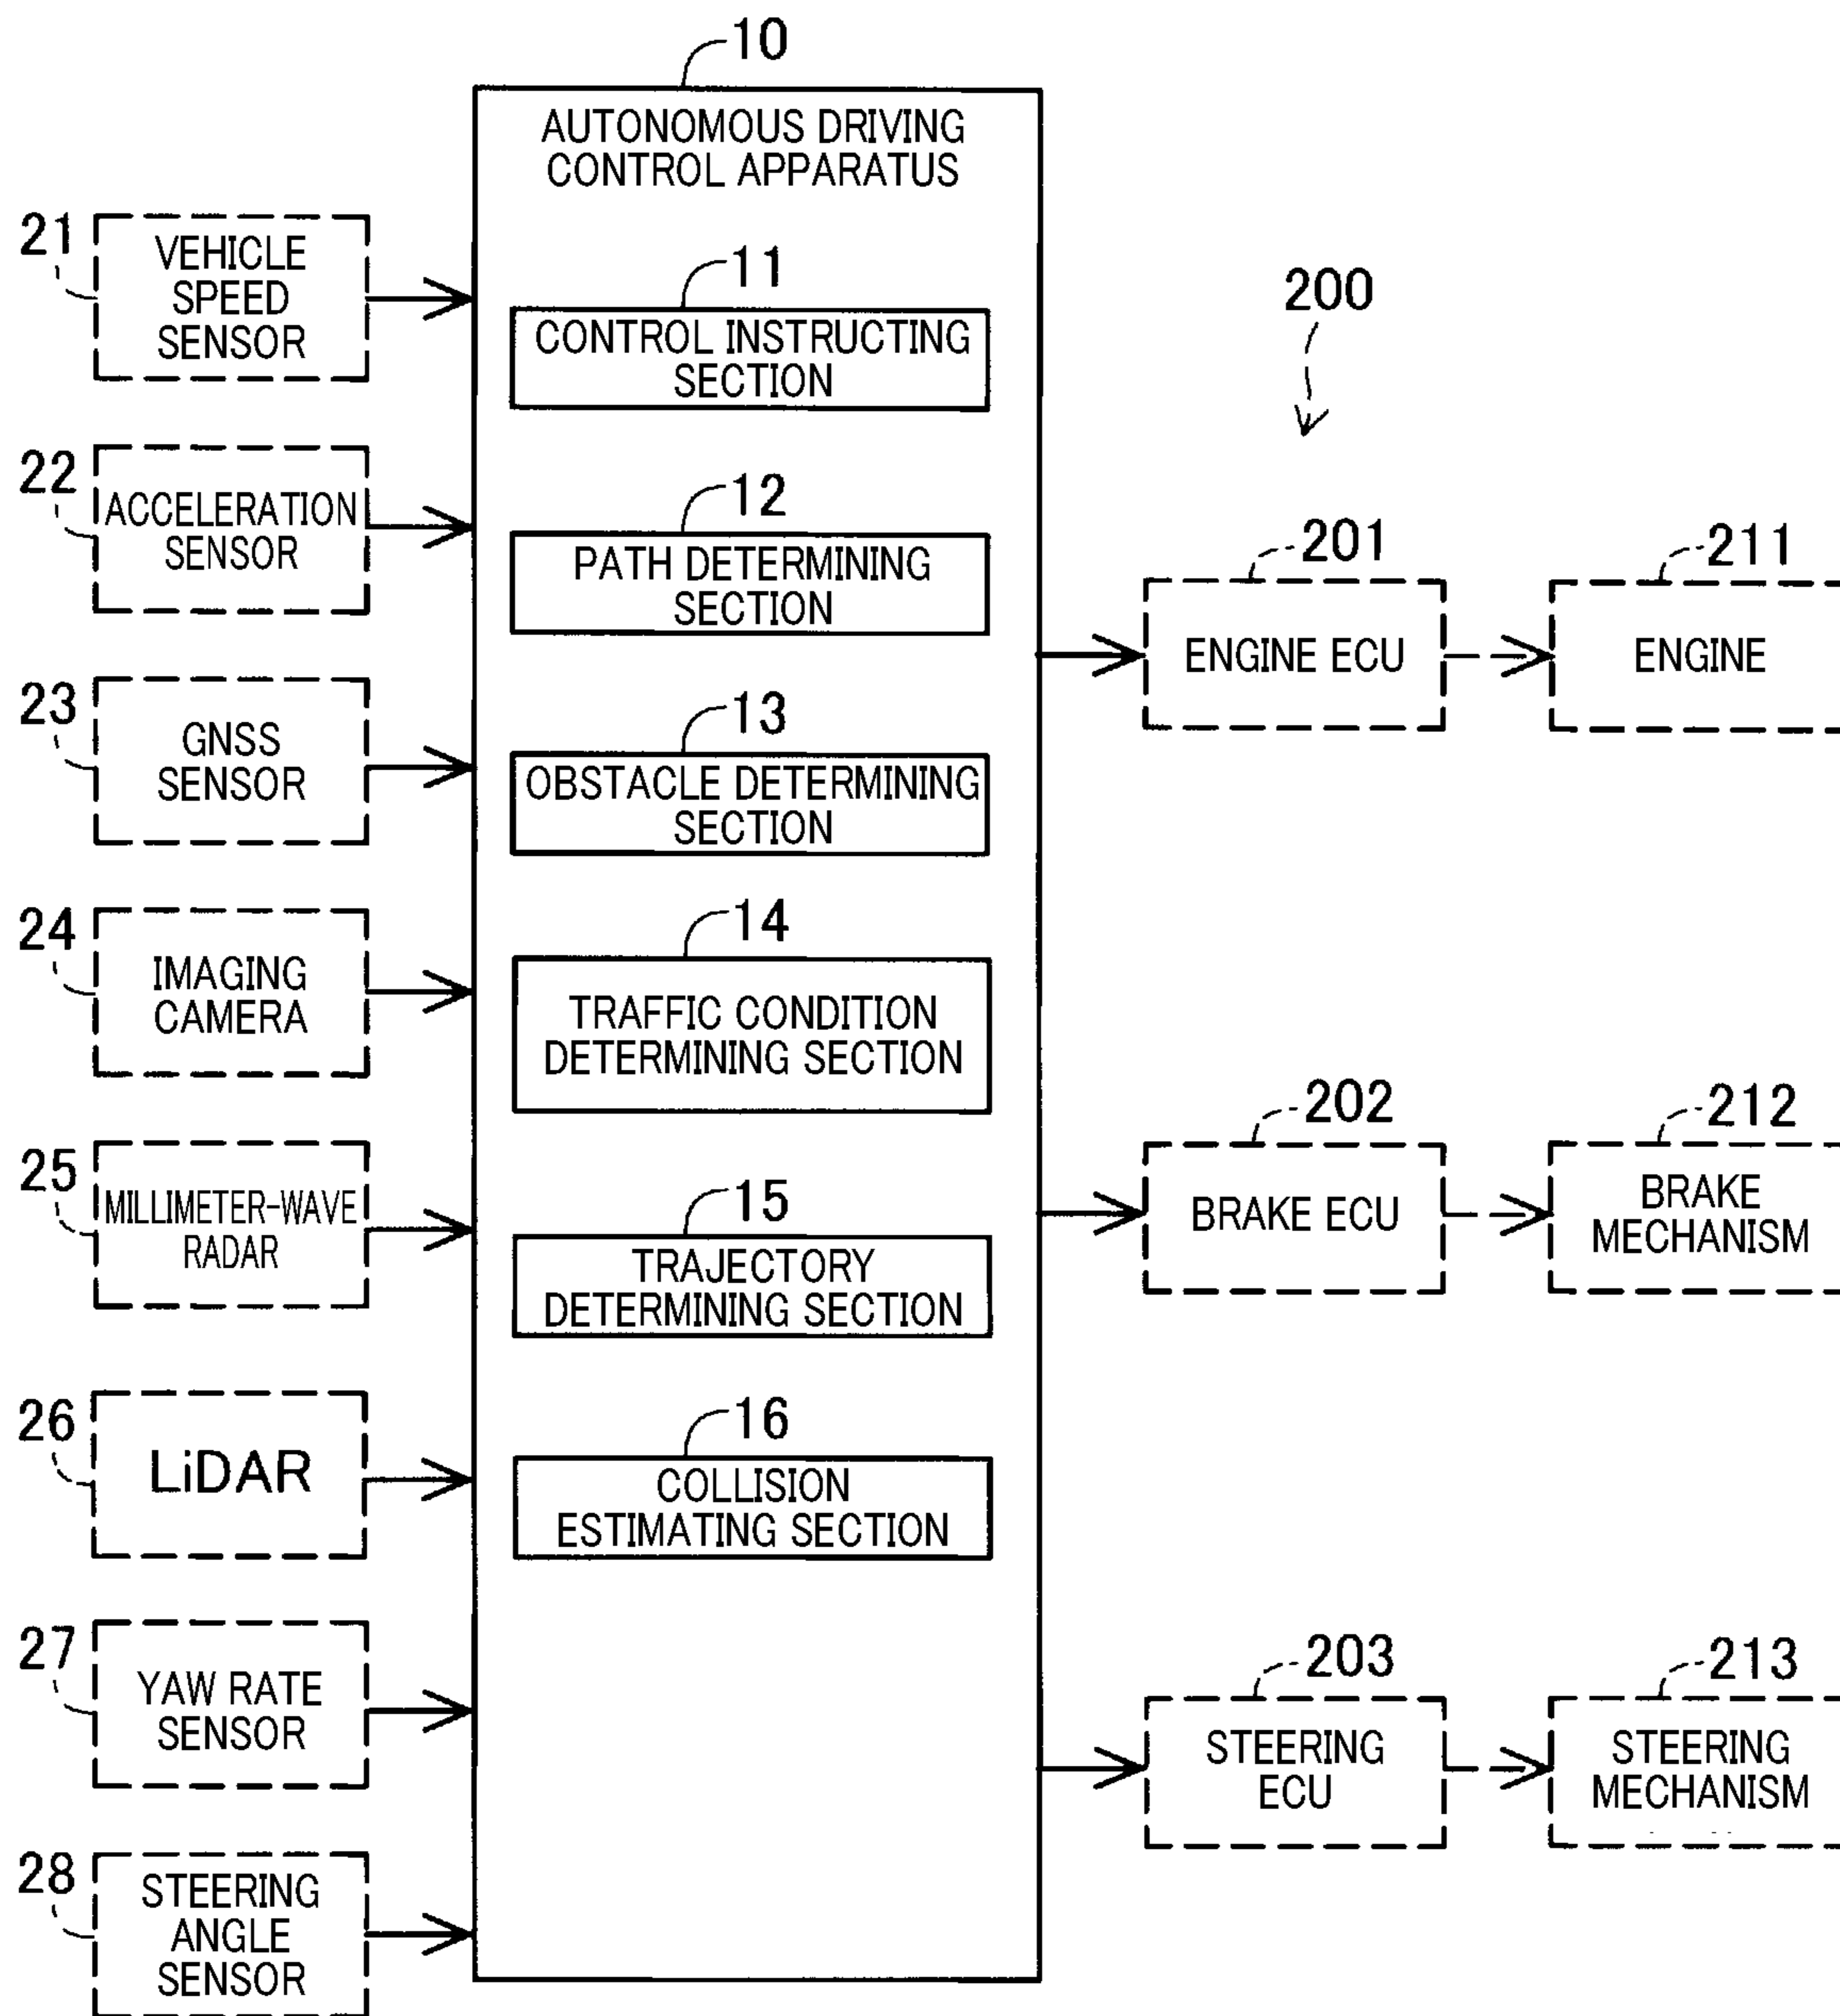 10
AUTONOMOUS DRIVING
CONTROL APPARATUS
21
VEHICLE
SPEED
SENSOR
22
ACCELERATION
SENSOR
23
GNSS
SENSOR
24
IMAGING
CAMERA
25
MILLIMETER-WAVE
RADAR
26
LiDAR
27
YAW RATE
SENSOR
28
STEERING
ANGLE
SENSOR
11
CONTROL INSTRUCTING
SECTION
12
PATH DETERMINING
SECTION
13
OBSTACLE DETERMINING
SECTION
14
TRAFFIC CONDITION
DETERMINING SECTION
15
TRAJECTORY
DETERMINING SECTION
16
COLLISION
ESTIMATING SECTION
200
201
ENGINE ECU
211
ENGINE
202
BRAKE ECU
212
BRAKE
MECHANISM
203
STEERING
ECU
213
STEERING
MECHANISM